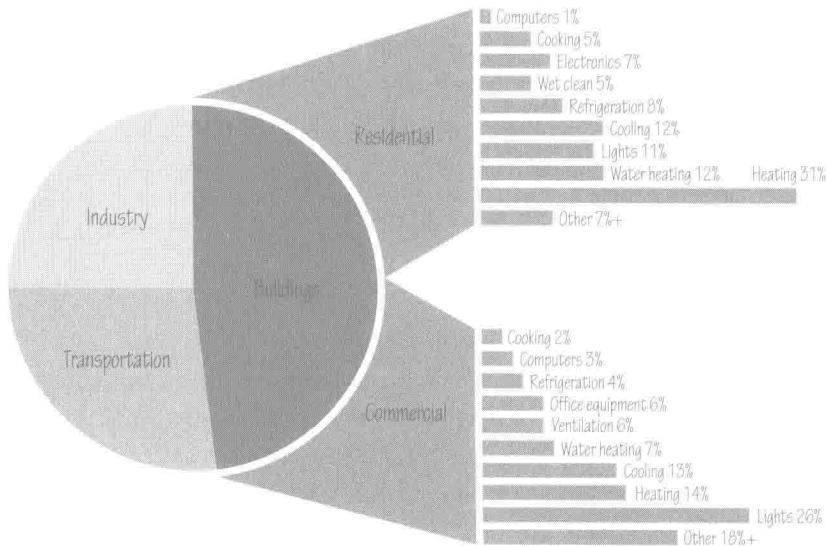 Computers 1%
Cooking 5%
Electronics 7%
Wet clean 5%
Refrigeration 8%
Cooling 12%
Lights 11%
Water heating 12% Heating 31%
Other 7%+
Residential
Industry
Buildings
Transportation
Commercial
Cooking 2%
Computers 3%
Refrigeration 4%
Office equipment 6%
Ventilation 6%
Water heating 7%
Cooling 13%
Heating 14%
Lights 26%
Other 18%+